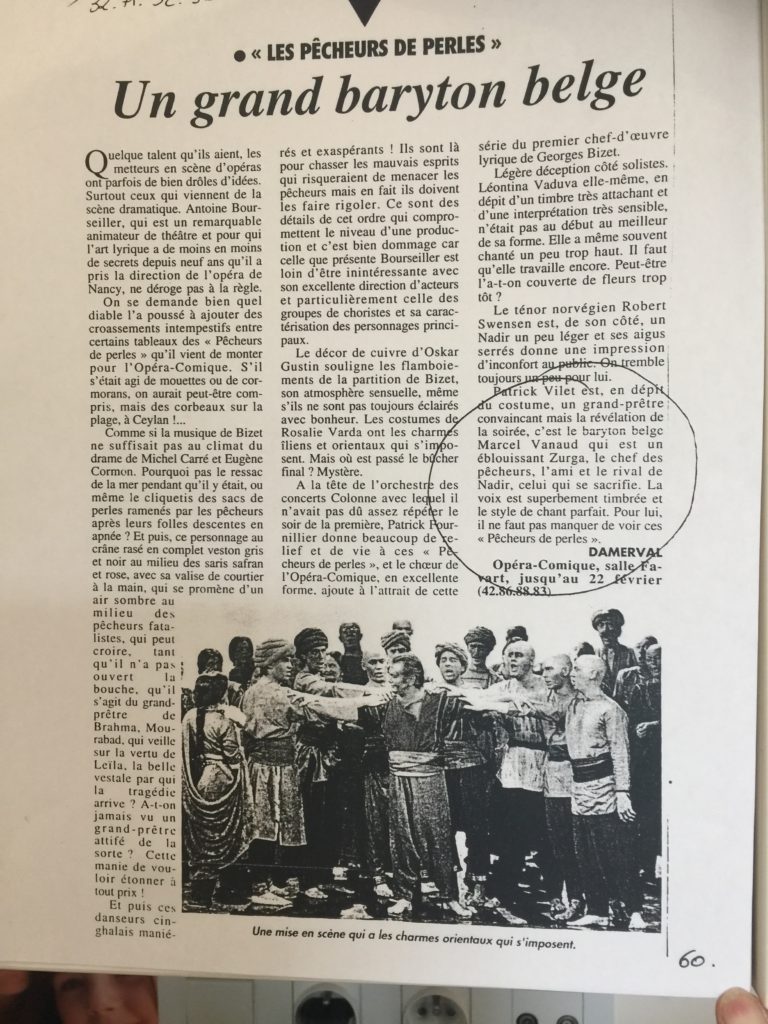 ● « LES PÊCHEURS DE PERLES »
Un grand baryton belge
Quelque talent qu'ils aient, les
metteurs en scène d'opéras
ont parfois de bien drôles d'idées.
Surtout ceux qui viennent de la
scène dramatique. Antoine Bour-
seiller, qui est un remarquable
animateur de théâtre et pour qui
l'art lyrique a de moins en moins
de secrets depuis neuf ans qu'il a
pris la direction de l'opéra de
Nancy, ne déroge pas à la règle.
On se demande bien quel
diable l'a poussé à ajouter des
croassements intempestifs entre
certains tableaux des « Pêcheurs
de perles » qu'il vient de monter
pour l'Opéra-Comique. S'il
s'était agi de mouettes ou de cor-
morans, on aurait peut-être com-
pris, mais des corbeaux sur la
plage, à Ceylan !...
Comme si la musique de Bizet
ne suffisait pas au climat du
drame de Michel Carré et Eugène
Cormon. Pourquoi pas le ressac
de la mer pendant qu'il y était, ou
même le cliquetis des sacs de
perles ramenés par les pêcheurs
après leurs folles descentes en
apnée ? Et puis, ce personnage au
crâne rasé en complet veston gris
et noir au milieu des saris safran
et rose, avec sa valise de courtier
à la main, qui se promène d'un
air sombre au
milieu des
pêcheurs fata-
listes, qui peut
croire, tant
qu'il n'a pas
ouvert la
bouche, qu'il
s'agit du grand-
prêtre de
Brahma, Mou-
rabad, qui veille
sur la vertu de
Leïla, la belle
vestale par qui
la tragédie
arrive ? A-t-on
jamais vu un
grand-prêtre
attifé de la
sorte ? Cette
manie de vou-
loir étonner à
tout prix !
Et puis ces
danseurs cin-
ghalais manié-
rés et exaspérants ! Ils sont là
pour chasser les mauvais esprits
qui risqueraient de menacer les
pêcheurs mais en fait ils doivent
les faire rigoler. Ce sont des
détails de cet ordre qui compro-
mettent le niveau d'une produc-
tion et c'est bien dommage car
celle que présente Bourseiller est
loin d'être inintéressante avec
son excellente direction d'acteurs
et particulièrement celle des
groupes de choristes et sa carac-
térisation des personnages princi-
paux.
Le décor de cuivre d'Oskar
Gustin souligne les flamboie-
ments de la partition de Bizet,
son atmosphère sensuelle, même
s'ils ne sont pas toujours éclairés
avec bonheur. Les costumes de
Rosalie Varda ont les charmes
îliens et orientaux qui s'impo-
sent. Mais où est passé le bûcher
final ? Mystère.
A la tête de l'orchestre des
concerts Colonne avec lequel il
n'avait pas dû assez répéter le
soir de la première, Patrick Four-
nillier donne beaucoup de re-
lief et de vie à ces « Pê-
cheurs de perles », et le chœur de
l'Opéra-Comique, en excellente
forme, ajoute à l'attrait de cette
série du premier chef-d'œuvre
lyrique de Georges Bizet.
Légère déception côté solistes.
Léontina Vaduva elle-même, en
dépit d'un timbre très attachant et
d'une interprétation très sensible,
n'était pas au début au meilleur
de sa forme. Elle a même souvent
chanté un peu trop haut. Il faut
qu'elle travaille encore. Peut-être
l'a-t-on couverte de fleurs trop
tôt ?
Le ténor norvégien Robert
Swensen est, de son côté, un
Nadir un peu léger et ses aigus
serrés donne une impression
d'inconfort au public. On tremble
toujours un peu pour lui.
Patrick Vilet est, en dépit
du costume, un grand-prêtre
convaincant mais la révélation de
la soirée, c'est le baryton belge
Marcel Vanaud qui est un
éblouissant Zurga, le chef des
pêcheurs, l'ami et le rival de
Nadir, celui qui se sacrifie. La
voix est superbement timbrée et
le style de chant parfait. Pour lui,
il ne faut pas manquer de voir ces
« Pêcheurs de perles ».
DAMERVAL
Opéra-Comique, salle Fa-
vart, jusqu'au 22 février
(42.86.88.83)
Une mise en scène qui a les charmes orientaux qui s'imposent.
60.